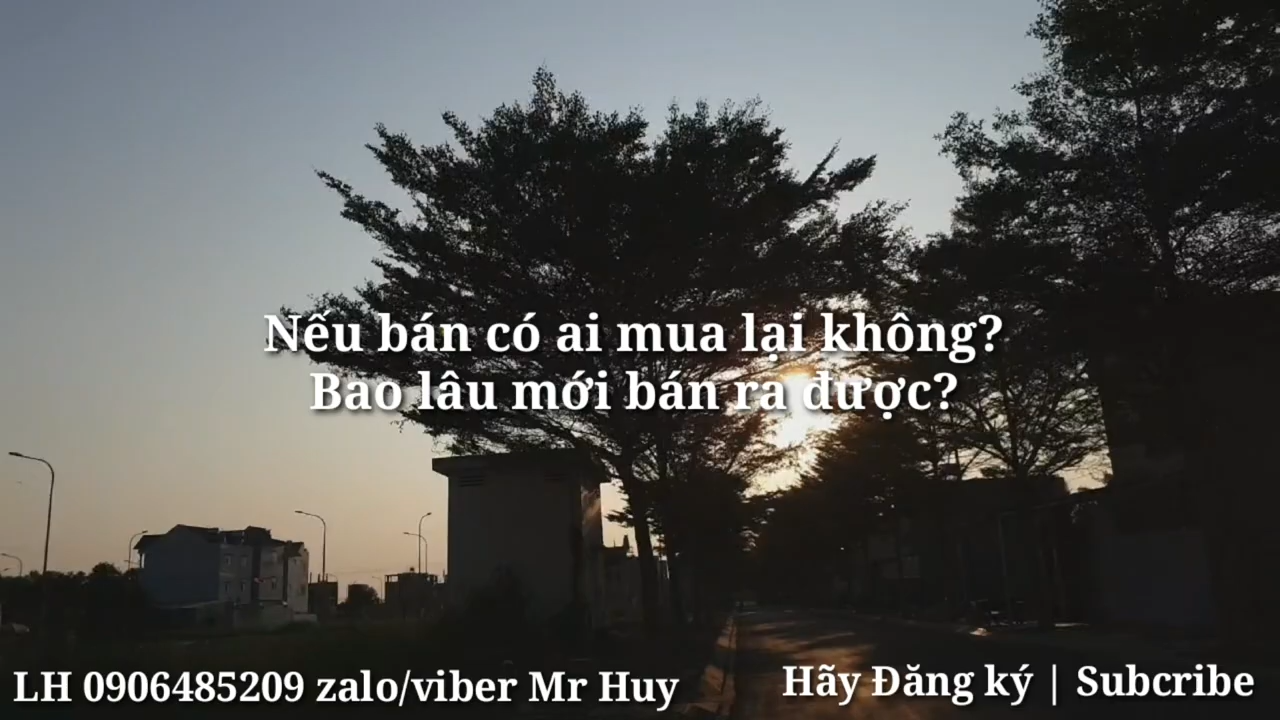 Nếu bán có ai mua lại không?
Bao lâu mới bán ra được?
LH 0906485209 zalo/viber Mr Huy
Hãy Đăng ký | Subcribe